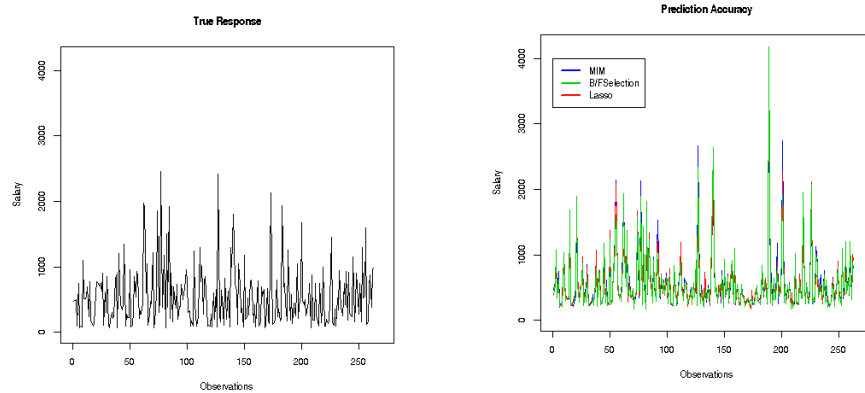 True Response
Salary
4000
3000
2000
1000
0
0
50
100
150
200
250
Observations
Prediction Accuracy
MIM
B/FSelection
Lasso
Salary
4000
3000
2000
1000
0
0
50
100
150
200
250
Observations